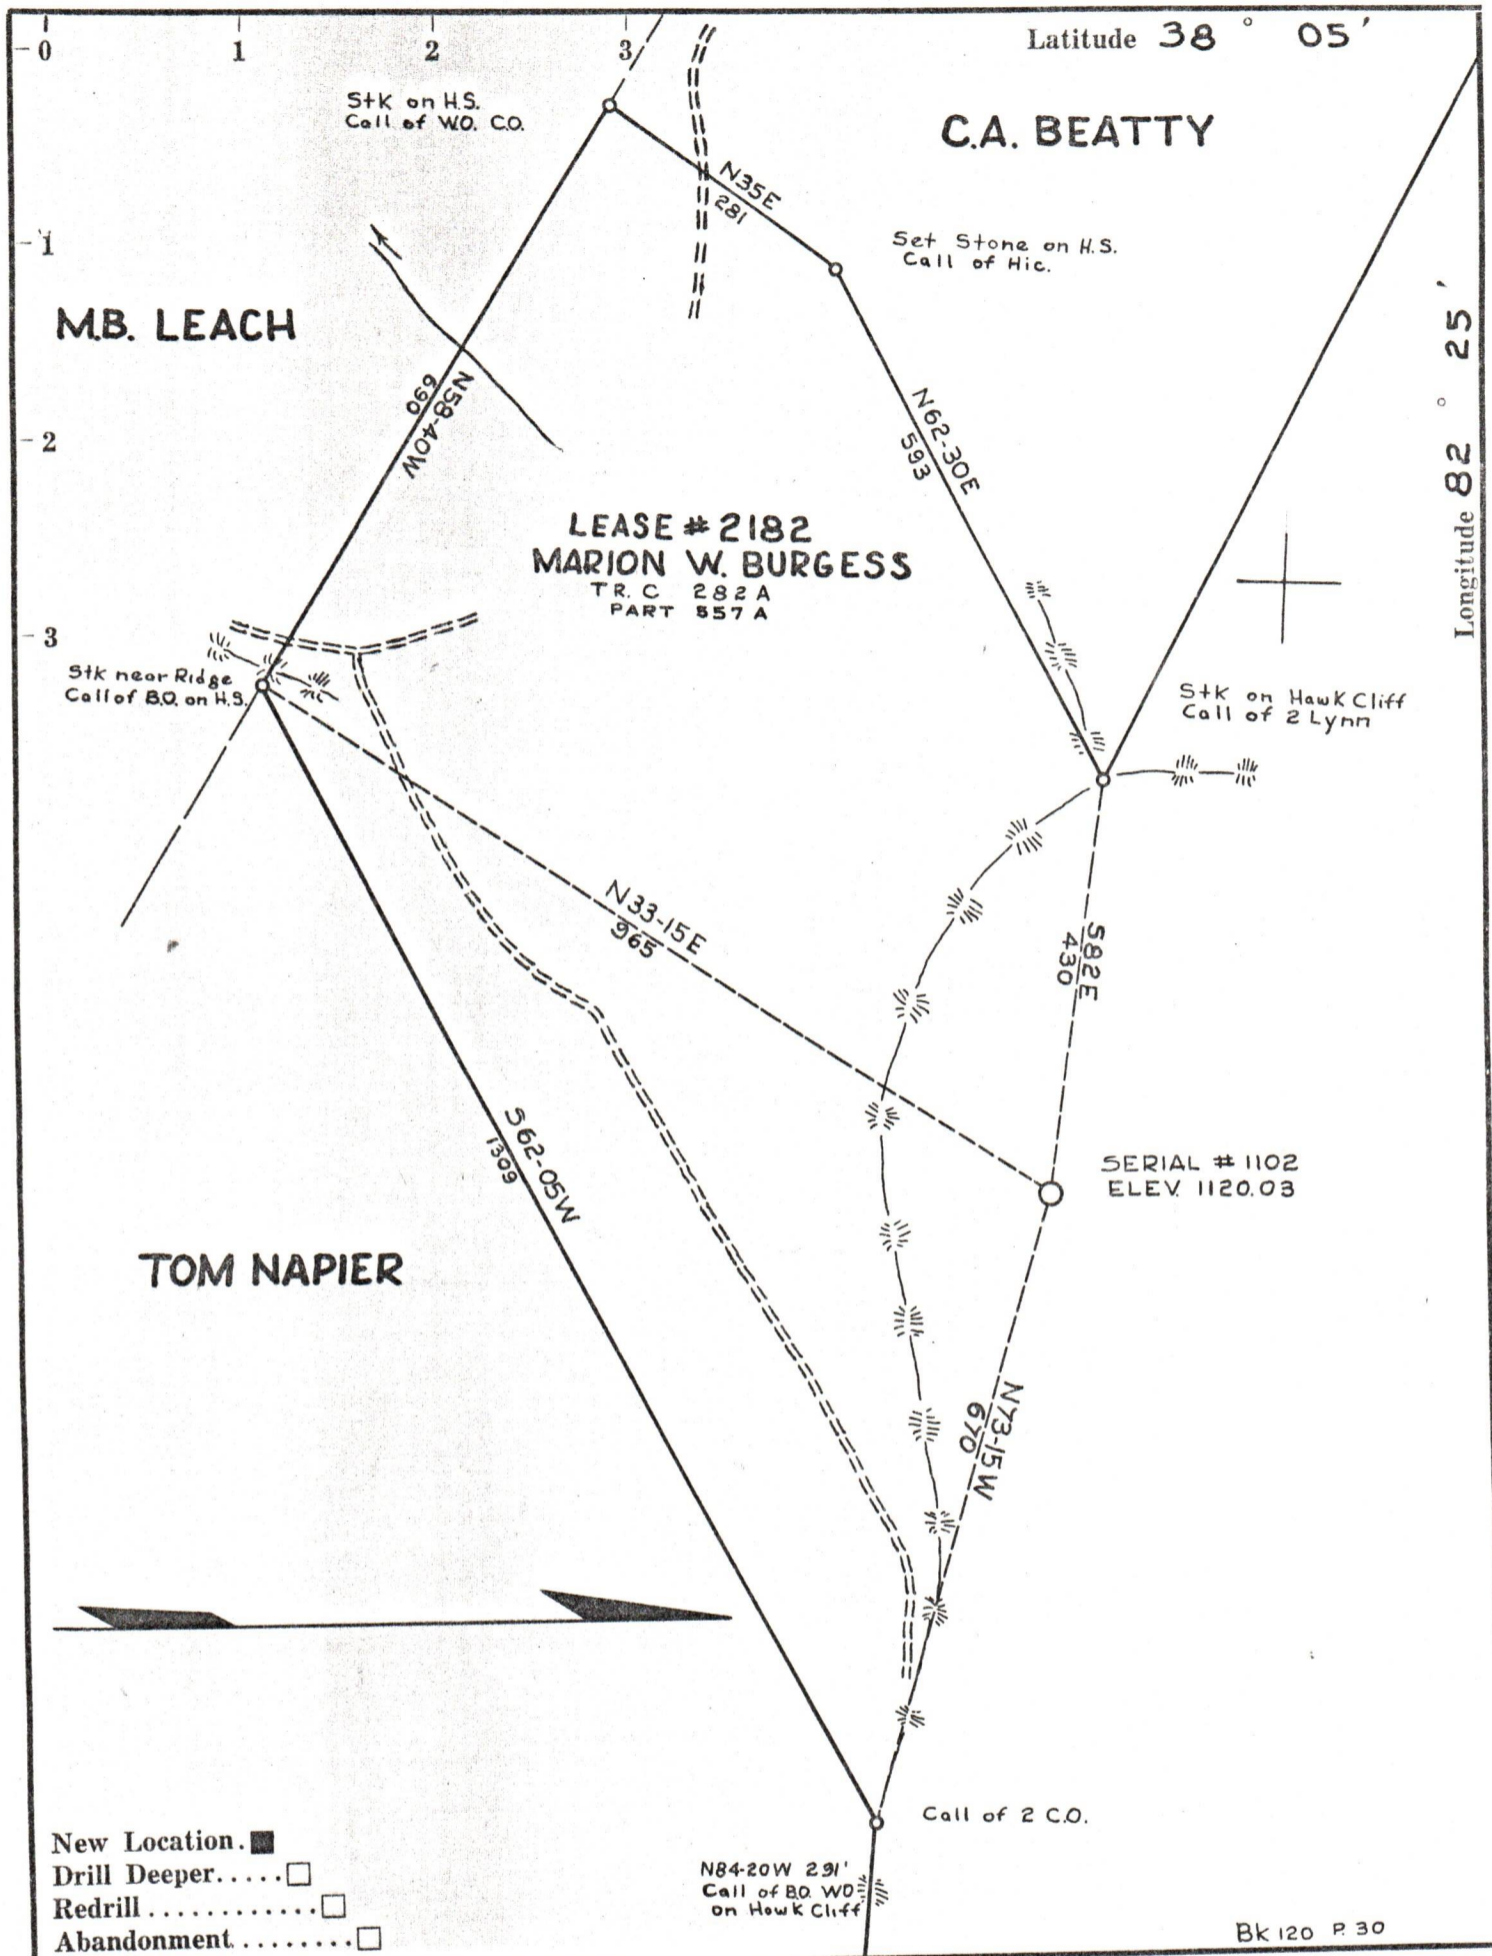 0 1 2 3 Latitude 38° 05'
Stk on H.S.
Call of W.O. C.O.
C.A. BEATTY
N35E
281
Set Stone on H.S.
Call of Hic.
1
M.B. LEACH
Longitude 82° 25'
N58-40W
690
N62-30E
593
2
LEASE # 2182
MARION W. BURGESS
TR. C 282 A
PART 557 A
3
Stk near Ridge
Call of B.O. on H.S.
Stk on Hawk Cliff
Call of 2 Lynn
N33-15E
965
S82E
430
S62-05W
1309
SERIAL # 1102
ELEV. 1120.03
TOM NAPIER
N73-15W
670
Call of 2 C.O.
New Location. ■
Drill Deeper..... □
Redrill ............ □
Abandonment......... □
N84-20W 291'
Call of B.O. WO
on Hawk Cliff
Bk 120 P. 30